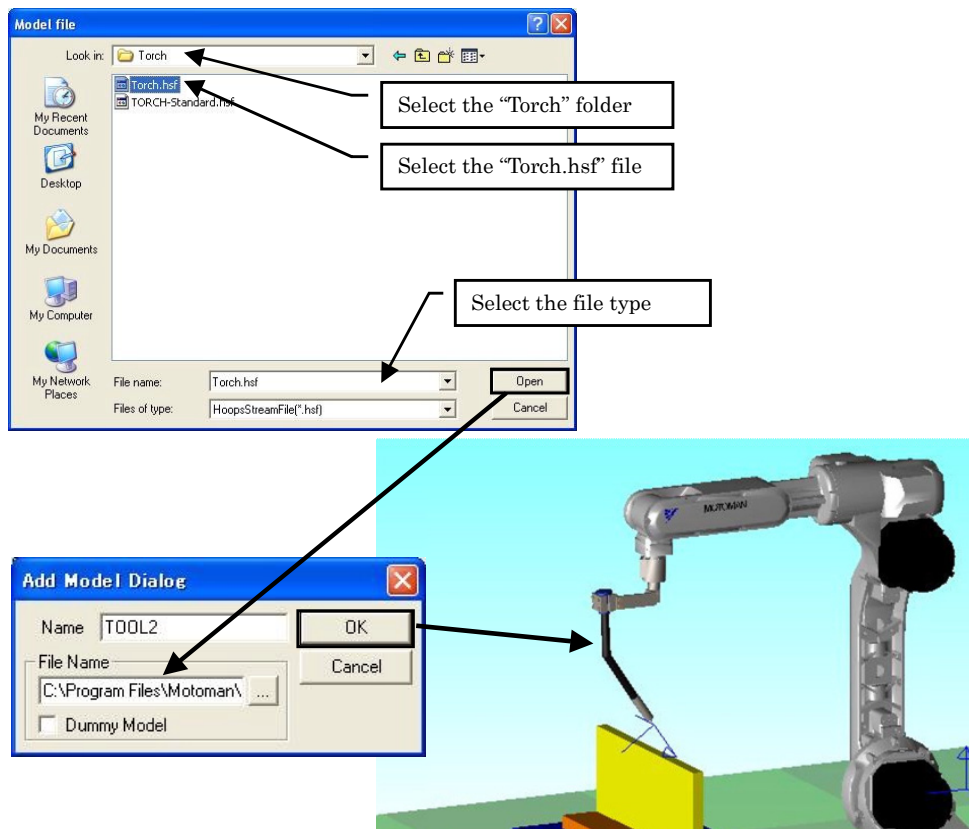 Model file
Look in: Torch
Torch.hsf
TORCH-Standard.hsf
My Recent
Documents
Desktop
My Documents
My Computer
My Network
Places
Select the “Torch” folder
Select the “Torch.hsf” file
Select the file type
File name: Torch.hsf Open
Files of type: HoopsStreamFile(*.hsf) Cancel
MOTOMAN
Add Model Dialog
Name TOOL2 OK
File Name Cancel
C:\Program Files\Motoman\ ...
Dummy Model